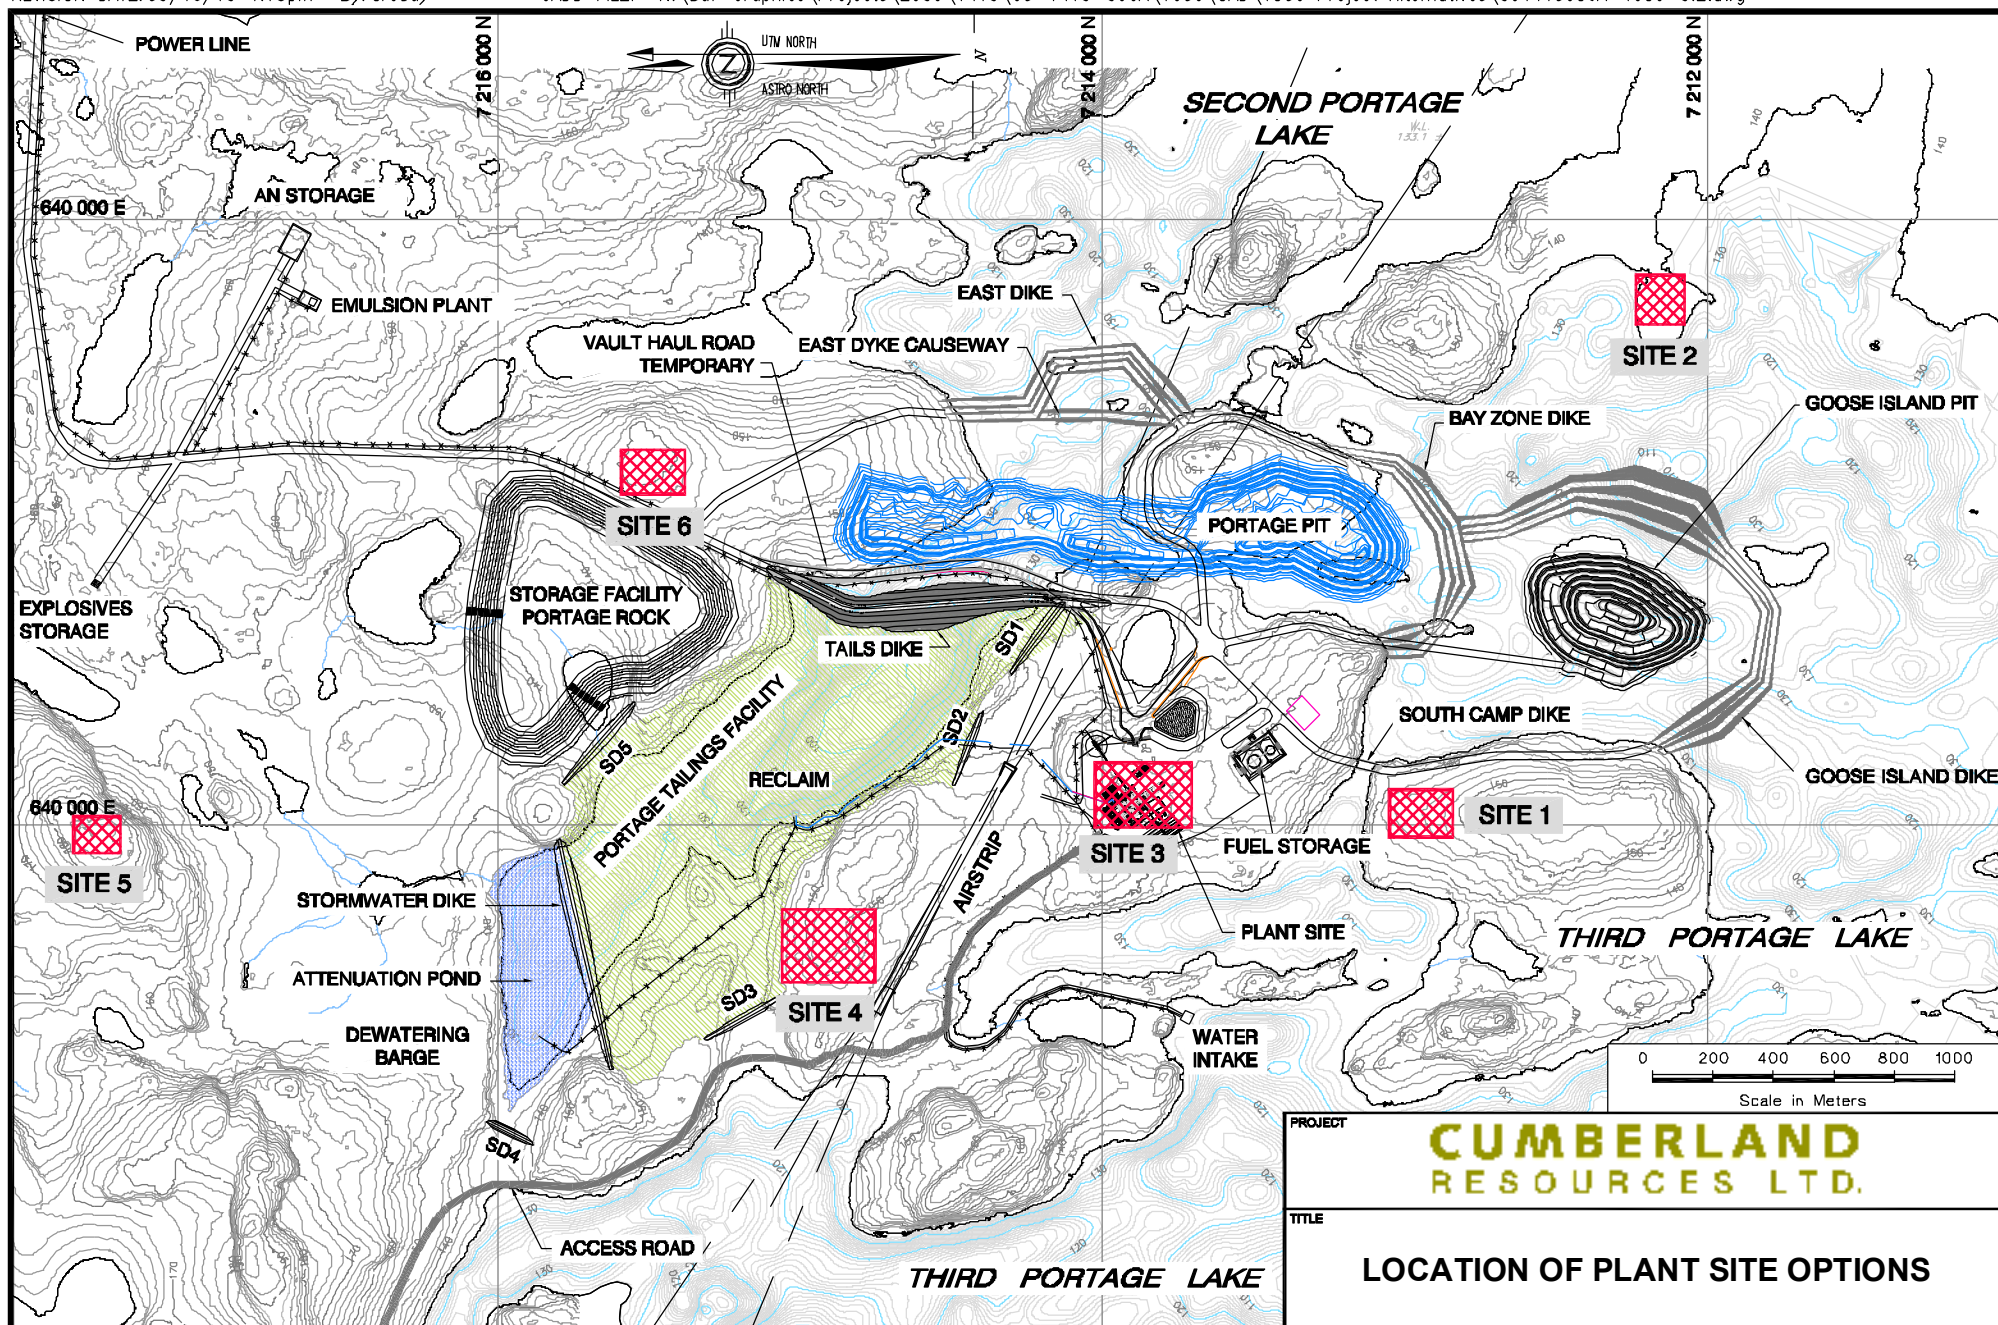 POWER LINE
7 216 000 N
UTM NORTH
Z
N
ASTRO NORTH
7 214 000 N
SECOND PORTAGE
LAKE
W.L.
133.1
7 212 000 N
AN STORAGE
640 000 E
EMULSION PLANT
EAST DIKE
VAULT HAUL ROAD
TEMPORARY
EAST DYKE CAUSEWAY
SITE 2
GOOSE ISLAND PIT
BAY ZONE DIKE
SITE 6
PORTAGE PIT
STORAGE FACILITY
PORTAGE ROCK
EXPLOSIVES
STORAGE
TAILS DIKE
SD1
SD2
SD5
PORTAGE TAILINGS FACILITY
RECLAIM
SOUTH CAMP DIKE
GOOSE ISLAND DIKE
640 000 E
SITE 1
SITE 3
FUEL STORAGE
SITE 5
AIRSTRIP
STORMWATER DIKE
PLANT SITE
THIRD PORTAGE LAKE
ATTENUATION POND
SD3
SITE 4
DEWATERING
BARGE
WATER
INTAKE
0 200 400 600 800 1000
Scale in Meters
SD4
PROJECT
CUMBERLAND
RESOURCES LTD.
TITLE
ACCESS ROAD
THIRD PORTAGE LAKE
LOCATION OF PLANT SITE OPTIONS